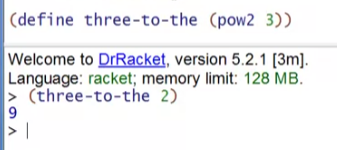 (define three-to-the (pow2 3))
Welcome to DrRacket, version 5.2.1 [3m].
Language: racket; memory limit: 128 MB.
> (three-to-the 2)
9
>